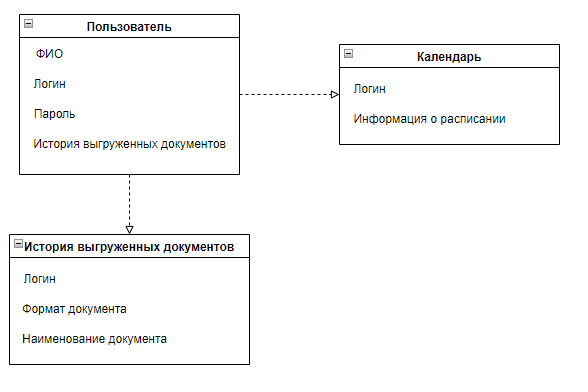 Пользователь
ФИО
Логин
Пароль
История выгруженных документов
Календарь
Логин
Информация о расписании
История выгруженных документов
Логин
Формат документа
Наименование документа